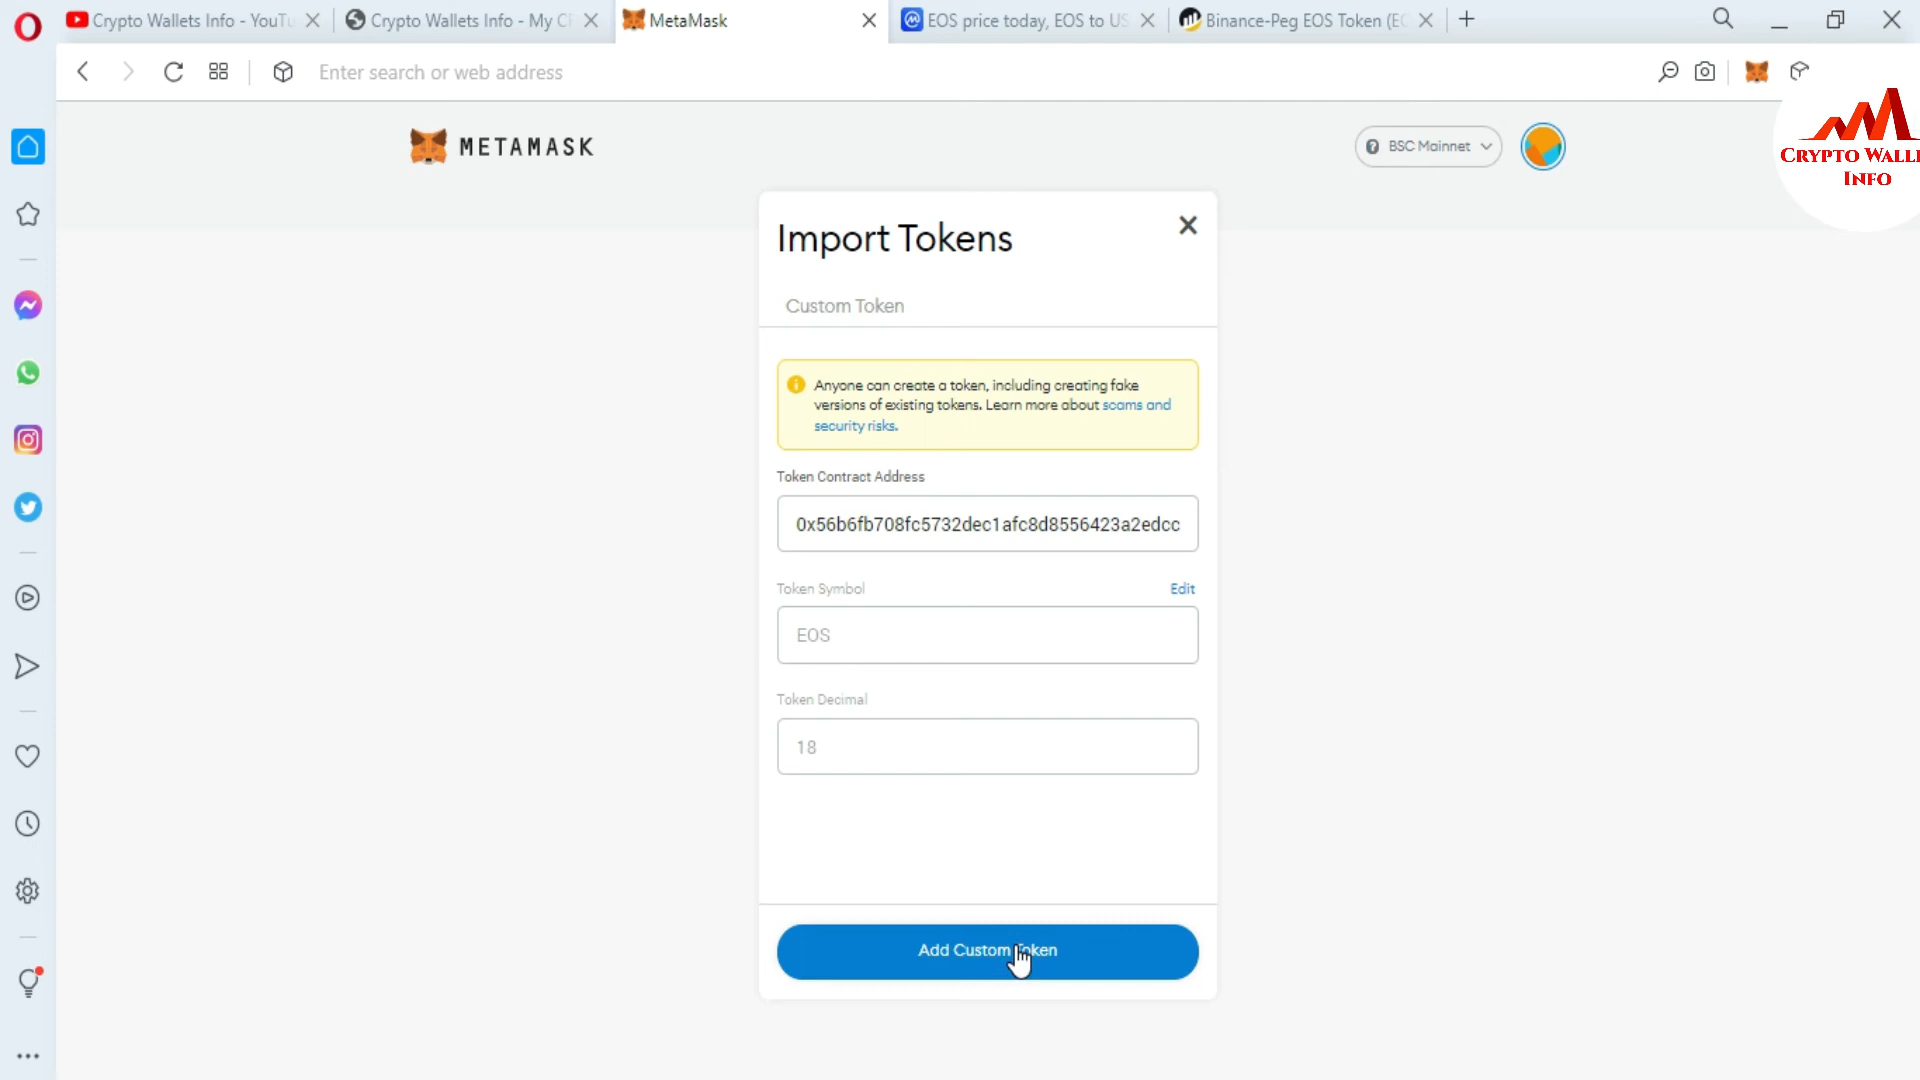 Crypto Wallets Info - YouTu
Crypto Wallets Info - My C
MetaMask
EOS price today, EOS to US
Binance-Peg EOS Token (EO
Enter search or web address
METAMASK
BSC Mainnet
CRYPTO WALLE
INFO
Import Tokens
Custom Token
Anyone can create a token, including creating fake
versions of existing tokens. Learn more about scams and
security risks.
Token Contract Address
0x56b6fb708fc5732dec1afc8d8556423a2edcc
Token Symbol
Edit
EOS
Token Decimal
18
Add Custom Token